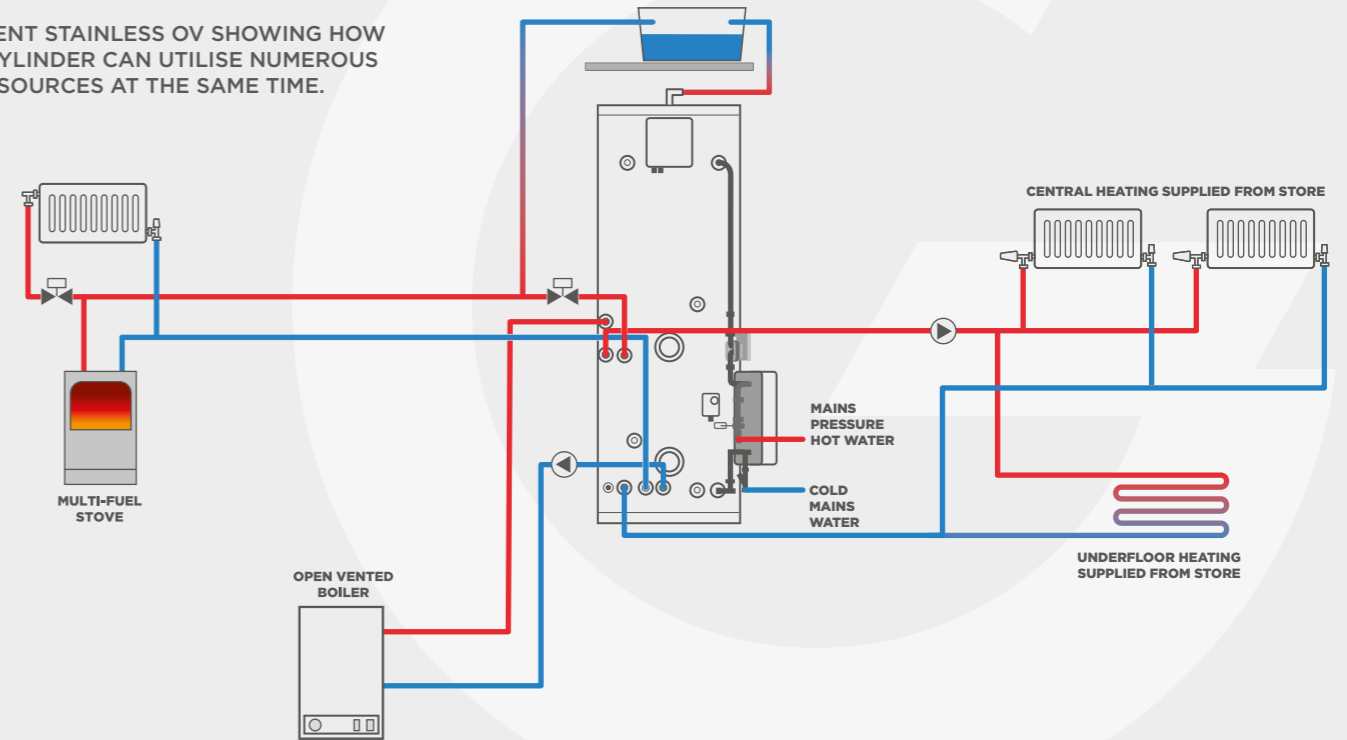 ENT STAINLESS OV SHOWING HOW
YLINDER CAN UTILISE NUMEROUS
SOURCES AT THE SAME TIME.
CENTRAL HEATING SUPPLIED FROM STORE
MAINS
PRESSURE
HOT WATER
COLD
MAINS
WATER
MULTI-FUEL
STOVE
UNDERFLOOR HEATING
SUPPLIED FROM STORE
OPEN VENTED
BOILER